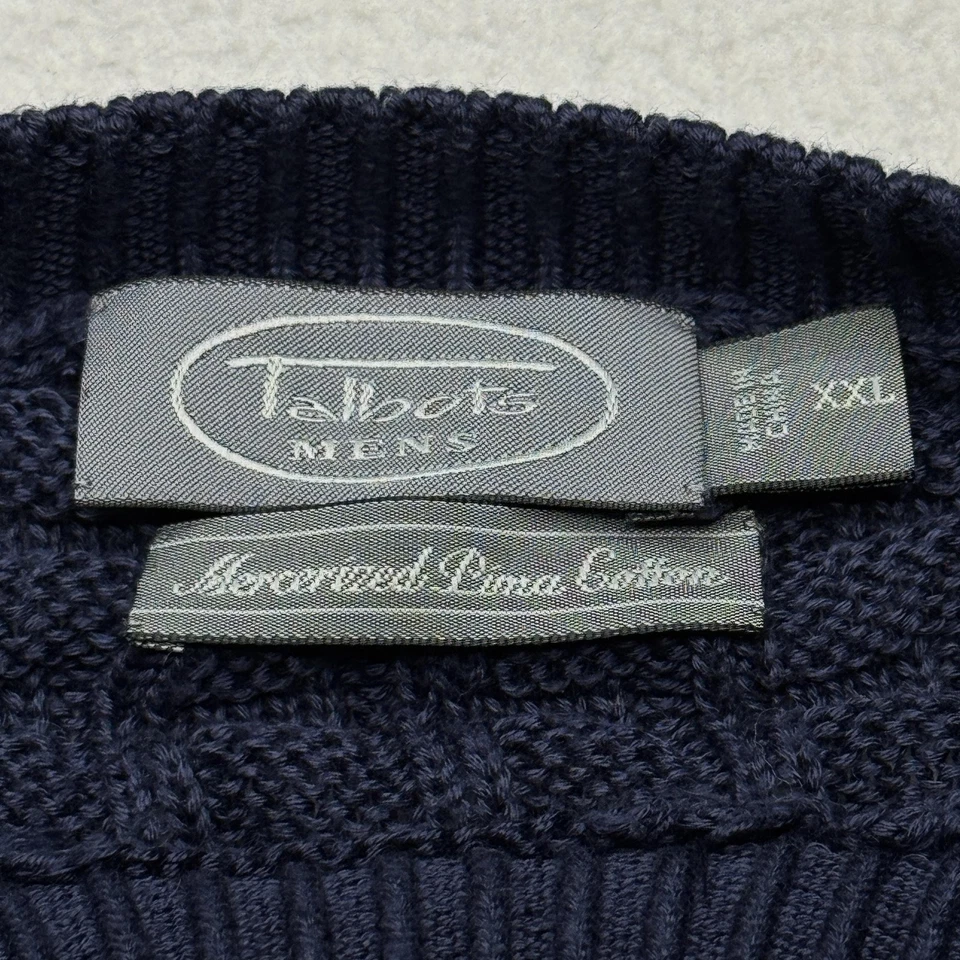 Talbots
MENS
MADE IN
CHINA
XXL
Mercerized Pima Cotton